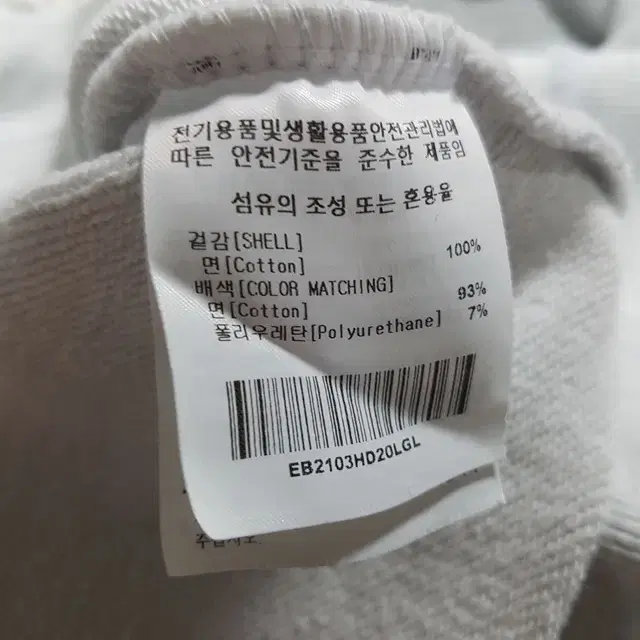 전기용품및생활용품안전관리법에
따른 안전기준을 준수한 제품임
섬유의 조성 또는 혼용율
겉감[SHELL]
면[Cotton] 100%
배색[COLOR MATCHING]
면[Cotton] 93%
폴리우레탄[Polyurethane] 7%
EB2103HD20LGL